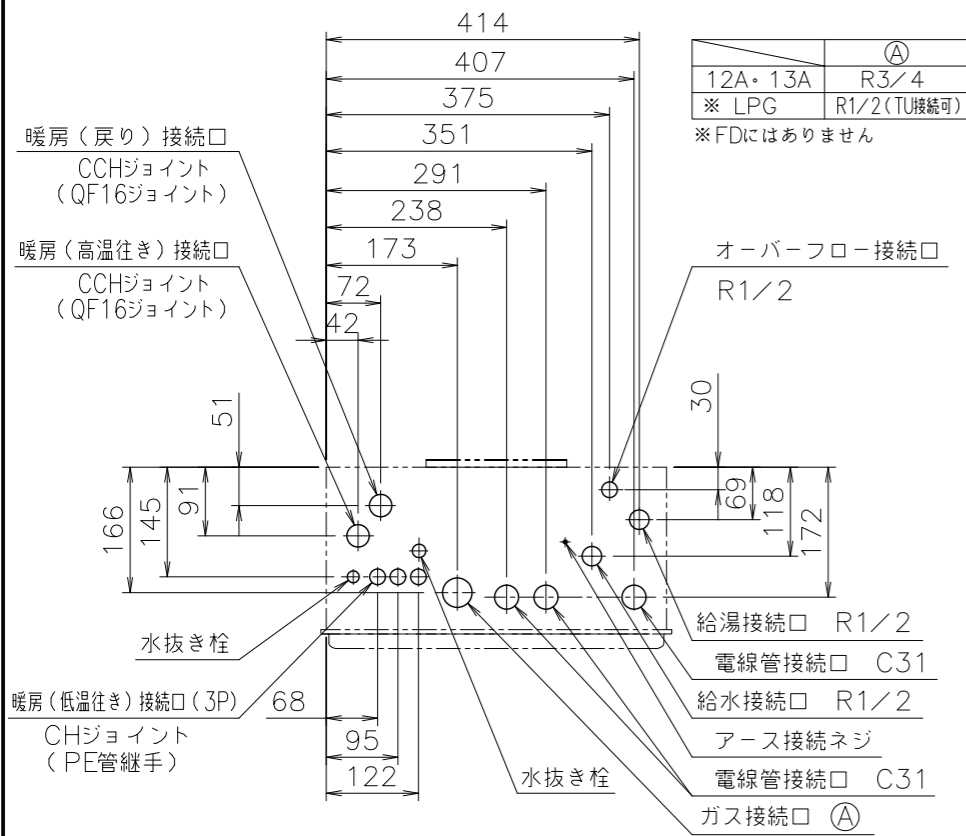 414
407
375
351
291
238
173
72
42
Ⓐ
12A・13A R3/4
※ LPG R1/2(TU接続可)
※FDにはありません
暖房(戻り)接続口
CCHジョイント
(QF16ジョイント)
暖房(高温往き)接続口
CCHジョイント
(QF16ジョイント)
オーバーフロー接続口
R1/2
51
91
145
166
30
69
118
172
水抜き栓
暖房(低温往き)接続口(3P)
CHジョイント
(PE管継手)
68
95
122
水抜き栓
給湯接続口 R1/2
電線管接続口 C31
給水接続口 R1/2
アース接続ネジ
電線管接続口 C31
ガス接続口 Ⓐ